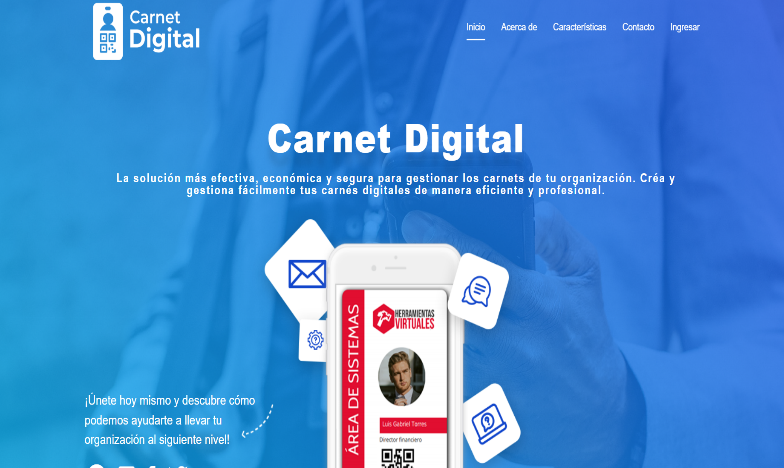 Carnet
Digital
Inicio Acerca de Características Contacto Ingresar
Carnet Digital
La solución más efectiva, económica y segura para gestionar los carnets de tu organización. Créa y
gestiona fácilmente tus carnés digitales de manera eficiente y profesional.
ÁREA DE SISTEMAS
HERRAMIENTAS
VIRTUALES
Luis Gabriel Torres
Director financiero
¡Únete hoy mismo y descubre cómo
podemos ayudarte a llevar tu
organización al siguiente nivel!